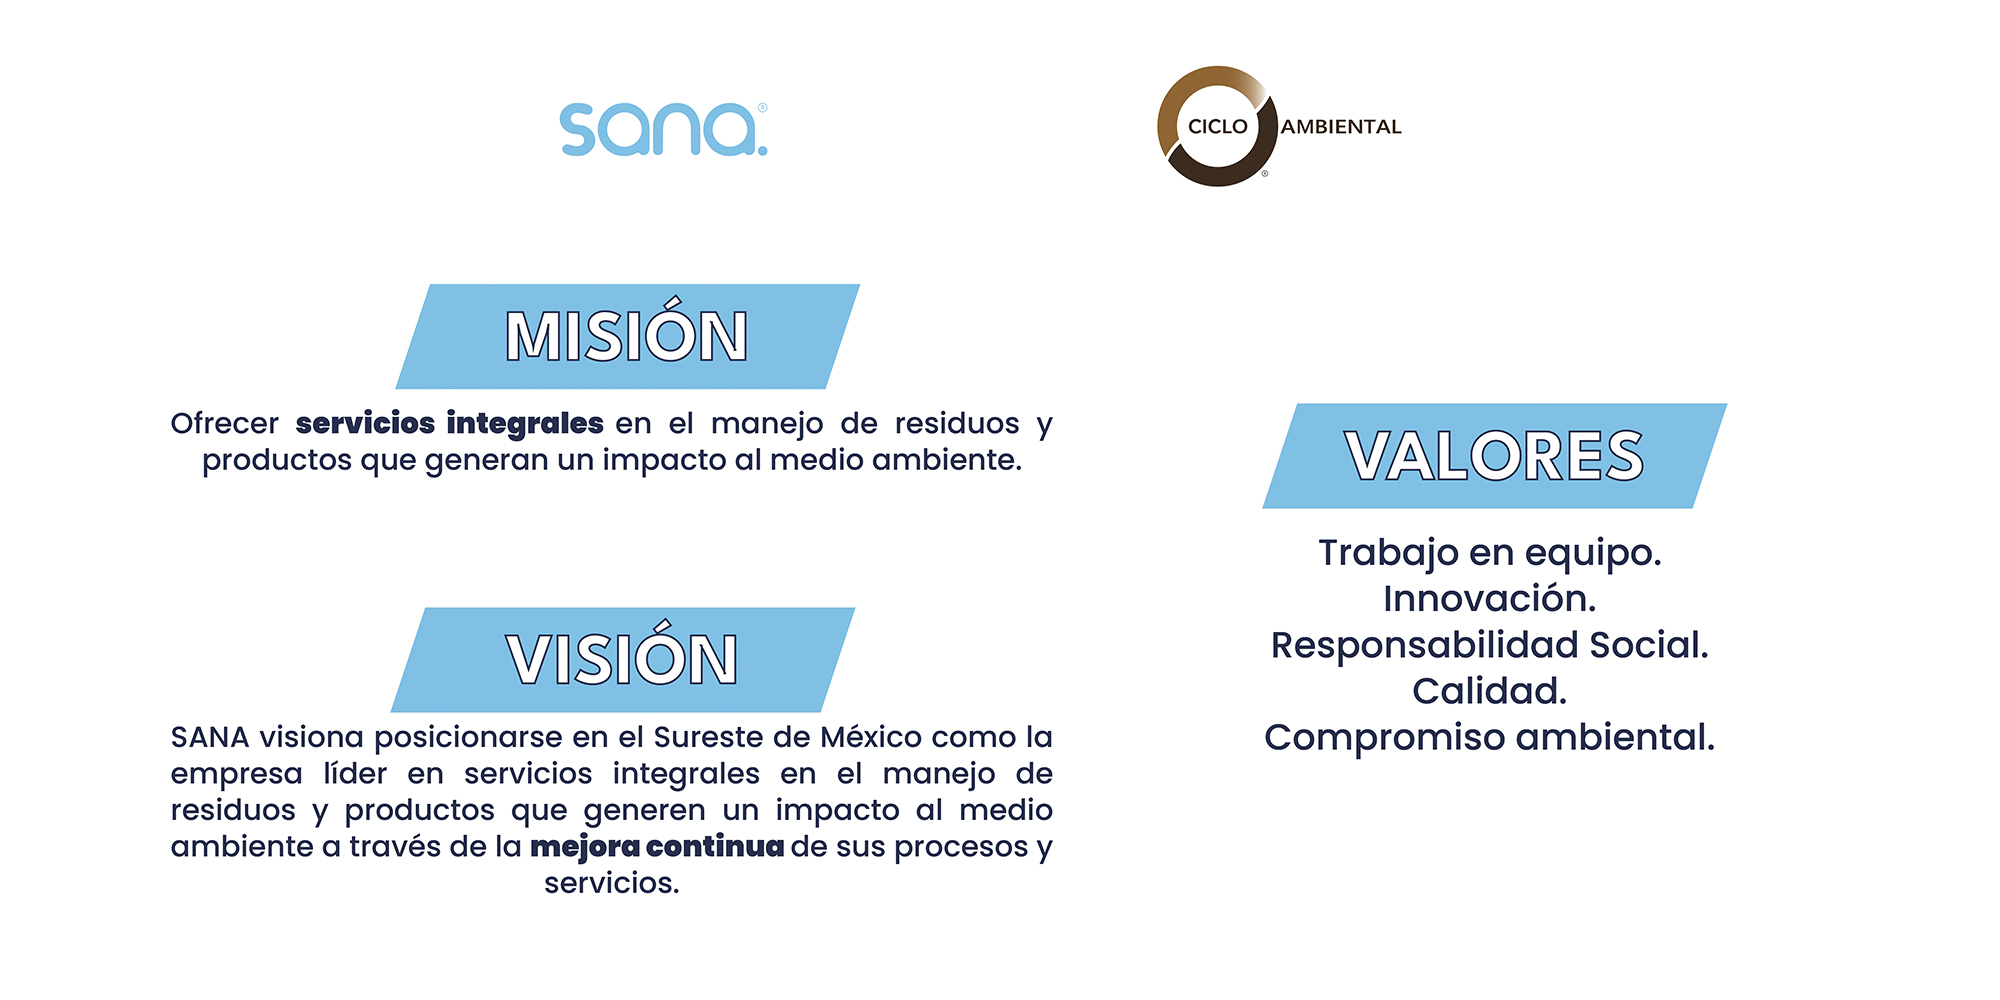 sana.®
CICLO AMBIENTAL ®
MISIÓN
Ofrecer servicios integrales en el manejo de residuos y
productos que generan un impacto al medio ambiente.
VISIÓN
SANA visiona posicionarse en el Sureste de México como la
empresa líder en servicios integrales en el manejo de
residuos y productos que generen un impacto al medio
ambiente a través de la mejora continua de sus procesos y
servicios.
VALORES
Trabajo en equipo.
Innovación.
Responsabilidad Social.
Calidad.
Compromiso ambiental.